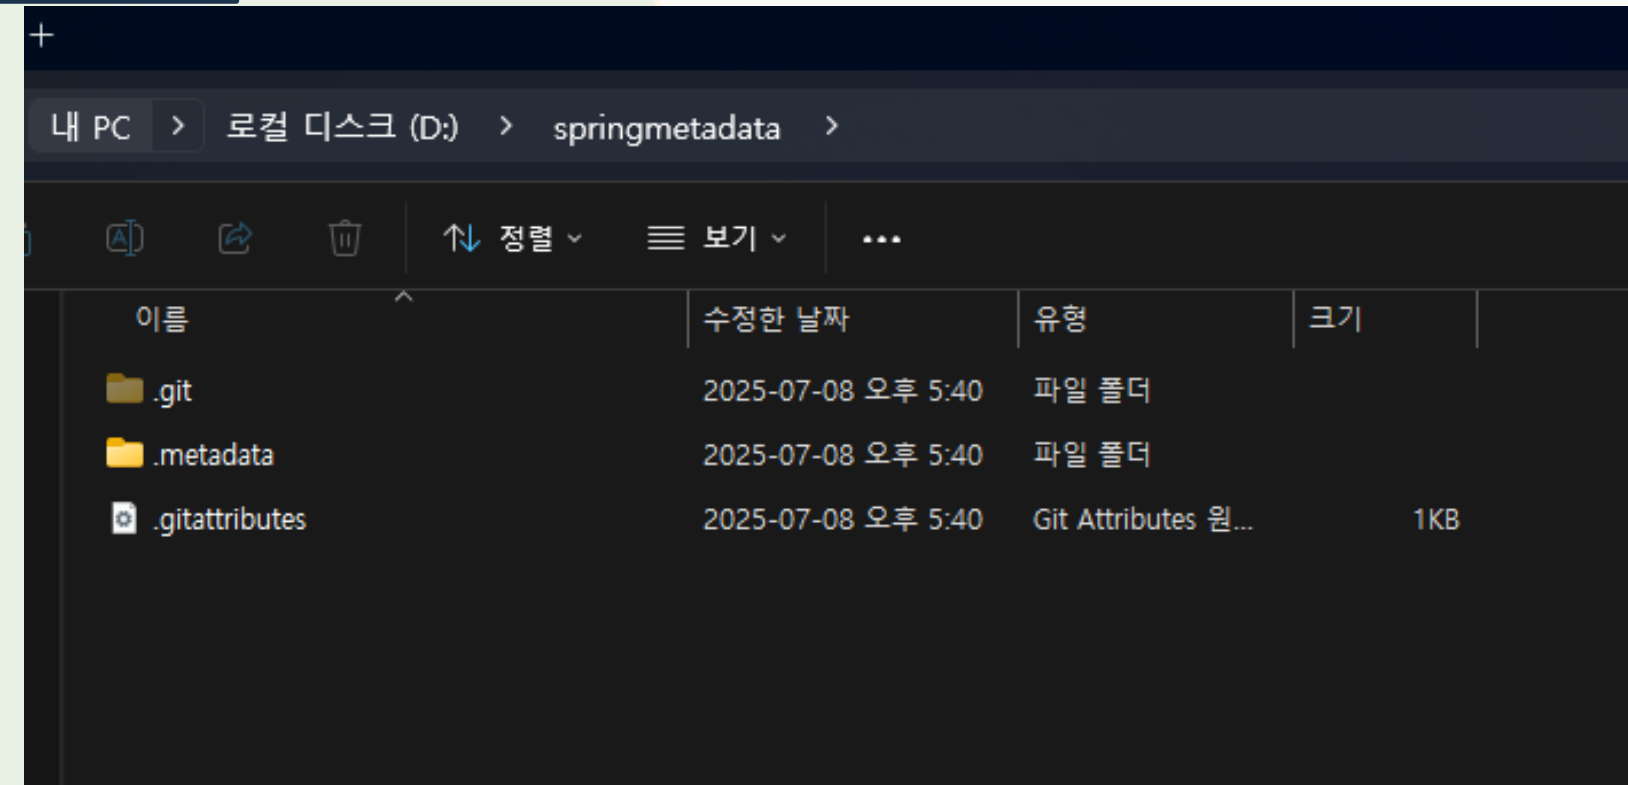 내 PC > 로컬 디스크 (D:) > springmetadata >
정렬 보기 •••
이름 수정한 날짜 유형 크기
.git 2025-07-08 오후 5:40 파일 폴더
.metadata 2025-07-08 오후 5:40 파일 폴더
.gitattributes 2025-07-08 오후 5:40 Git Attributes 원... 1KB